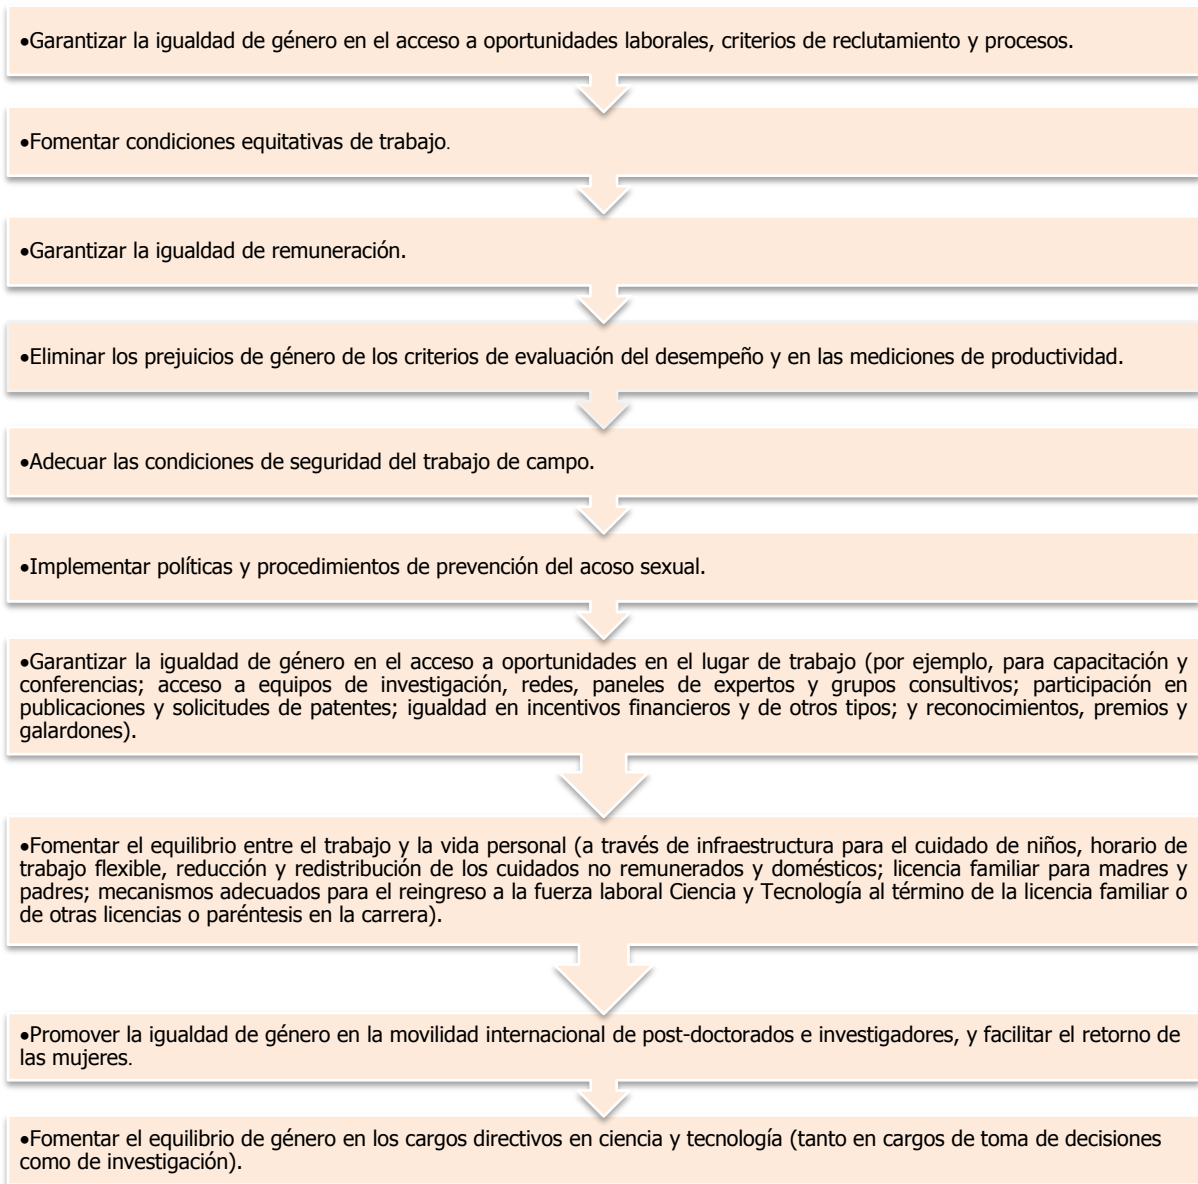 •Garantizar la igualdad de género en el acceso a oportunidades laborales, criterios de reclutamiento y procesos.
•Fomentar condiciones equitativas de trabajo.
•Garantizar la igualdad de remuneración.
•Eliminar los prejuicios de género de los criterios de evaluación del desempeño y en las mediciones de productividad.
•Adecuar las condiciones de seguridad del trabajo de campo.
•Implementar políticas y procedimientos de prevención del acoso sexual.
•Garantizar la igualdad de género en el acceso a oportunidades en el lugar de trabajo (por ejemplo, para capacitación y
conferencias; acceso a equipos de investigación, redes, paneles de expertos y grupos consultivos; participación en
publicaciones y solicitudes de patentes; igualdad en incentivos financieros y de otros tipos; y reconocimientos, premios y
galardones).
•Fomentar el equilibrio entre el trabajo y la vida personal (a través de infraestructura para el cuidado de niños, horario de
trabajo flexible, reducción y redistribución de los cuidados no remunerados y domésticos; licencia familiar para madres y
padres; mecanismos adecuados para el reingreso a la fuerza laboral Ciencia y Tecnología al término de la licencia familiar o
de otras licencias o paréntesis en la carrera).
•Promover la igualdad de género en la movilidad internacional de post-doctorados e investigadores, y facilitar el retorno de
las mujeres.
•Fomentar el equilibrio de género en los cargos directivos en ciencia y tecnología (tanto en cargos de toma de decisiones
como de investigación).